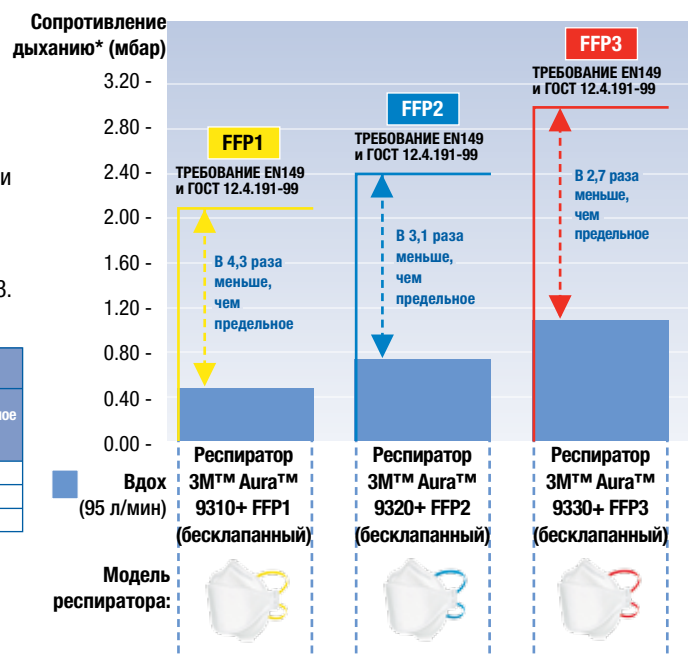 Сопротивление
дыханию* (мбар)
3.20 -
2.80 -
2.40 -
2.00 -
1.60 -
1.20 -
0.80 -
0.40 -
0.00 -
FFP1
ТРЕБОВАНИЕ EN149
и ГОСТ 12.4.191-99
В 4,3 раза
меньше,
чем
предельное
FFP2
ТРЕБОВАНИЕ EN149
и ГОСТ 12.4.191-99
В 3,1 раза
меньше,
чем
предельное
FFP3
ТРЕБОВАНИЕ EN149
и ГОСТ 12.4.191-99
В 2,7 раза
меньше,
чем
предельное
и
Вдох
(95 л/мин)
Респиратор
3М™ Aura™
9310+ FFP1
(бесклапанный)
Респиратор
3М™ Aura™
9320+ FFP2
(бесклапанный)
Респиратор
3М™ Aura™
9330+ FFP3
(бесклапанный)
Модель
респиратора: